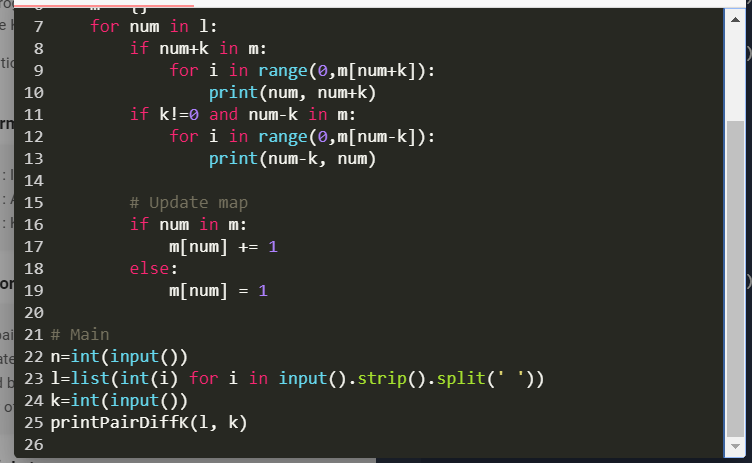 7 for num in l:
8 if num+k in m:
9 for i in range(0,m[num+k]):
10 print(num, num+k)
11 if k!=0 and num-k in m:
12 for i in range(0,m[num-k]):
13 print(num-k, num)
14
15 # Update map
16 if num in m:
17 m[num] += 1
18 else:
19 m[num] = 1
20
21 # Main
22 n=int(input())
23 l=list(int(i) for i in input().strip().split(' '))
24 k=int(input())
25 printPairDiffK(l, k)
26